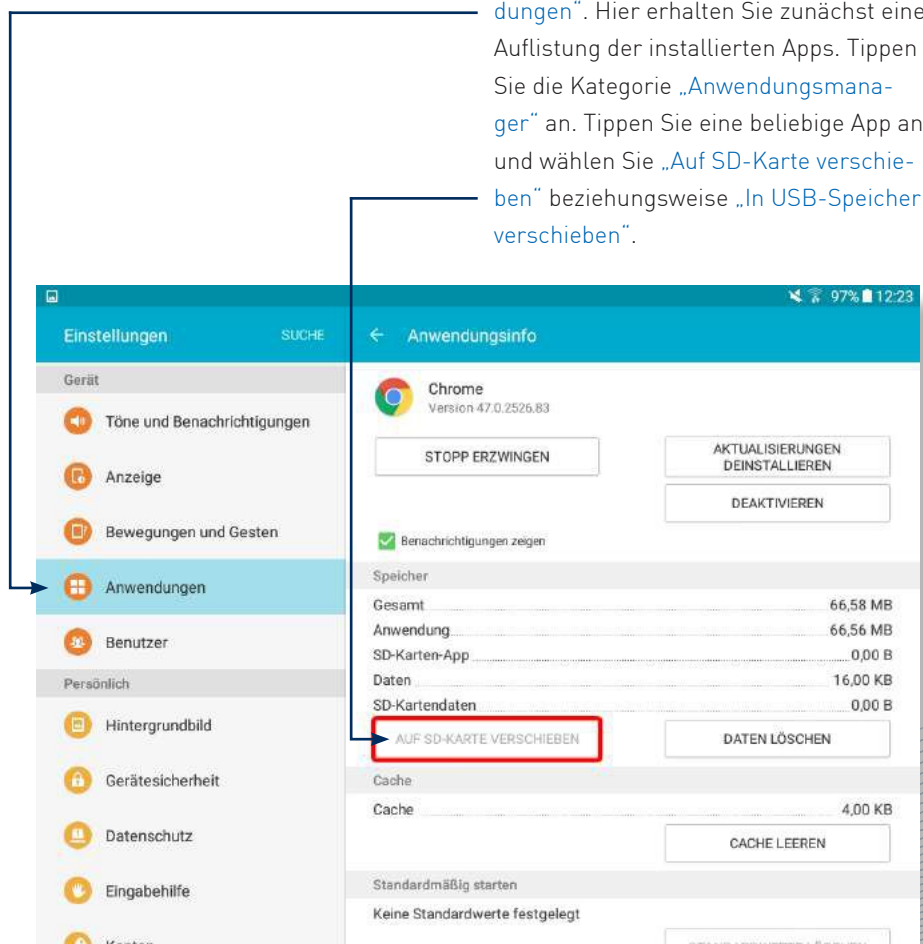 dungen“. Hier erhalten Sie zunächst eine
Auflistung der installierten Apps. Tippen
Sie die Kategorie „Anwendungsmana-
ger“ an. Tippen Sie eine beliebige App an
und wählen Sie „Auf SD-Karte verschie-
ben“ beziehungsweise „In USB-Speicher
verschieben“.
97% 12:23
Einstellungen SUCHE
Gerät
Töne und Benachrichtigungen
Anzeige
Bewegungen und Gesten
Anwendungen
Benutzer
Persönlich
Hintergrundbild
Gerätesicherheit
Datenschutz
Eingabehilfe
Konten
← Anwendungsinfo
Chrome
Version 47.0.2526.83
STOPP ERZWINGEN
AKTUALISIERUNGEN
DEINSTALLIEREN
DEAKTIVIEREN
Benachrichtigungen zeigen
Speicher
Gesamt 66,58 MB
Anwendung 66,56 MB
SD-Karten-App 0,00 B
Daten 16,00 KB
SD-Kartendaten 0,00 B
AUF SD-KARTE VERSCHIEBEN DATEN LÖSCHEN
Cache
Cache 4,00 KB
CACHE LEEREN
Standardmäßig starten
Keine Standardwerte festgelegt